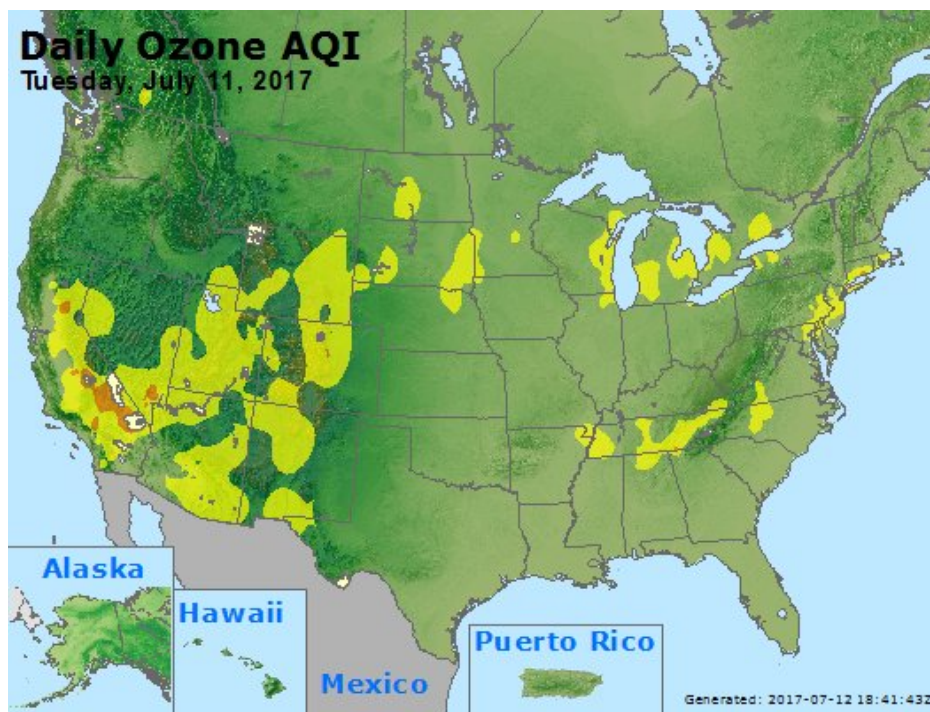 Daily Ozone AQI
Tuesday, July 11, 2017
Alaska
Hawaii
Mexico
Puerto Rico
Generated: 2017-07-12 18:41:43Z